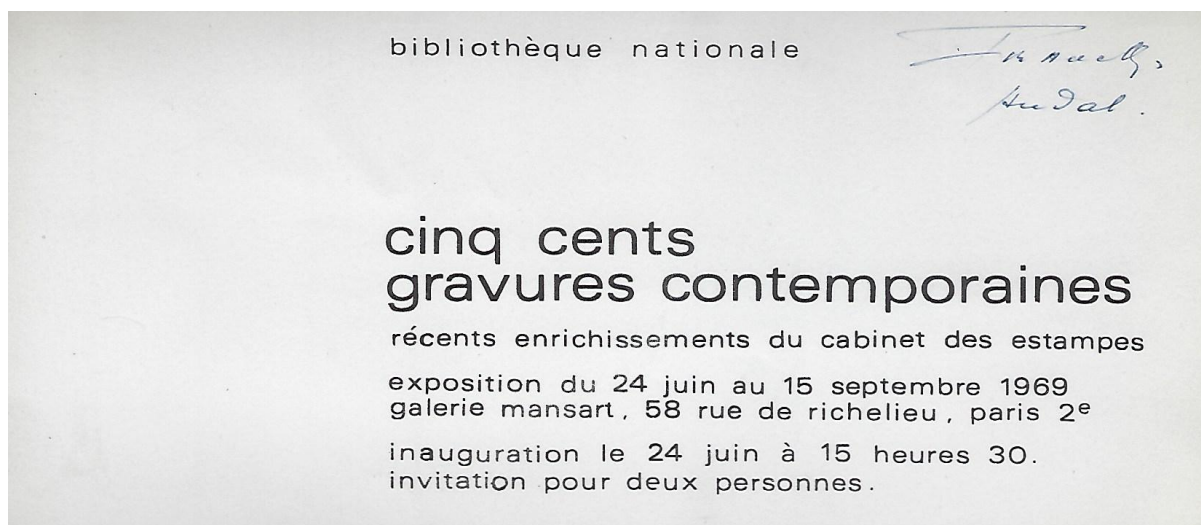 bibliothèque nationale
cinq cents
gravures contemporaines
récents enrichissements du cabinet des estampes
exposition du 24 juin au 15 septembre 1969
galerie mansart, 58 rue de richelieu, paris 2e
inauguration le 24 juin à 15 heures 30.
invitation pour deux personnes.